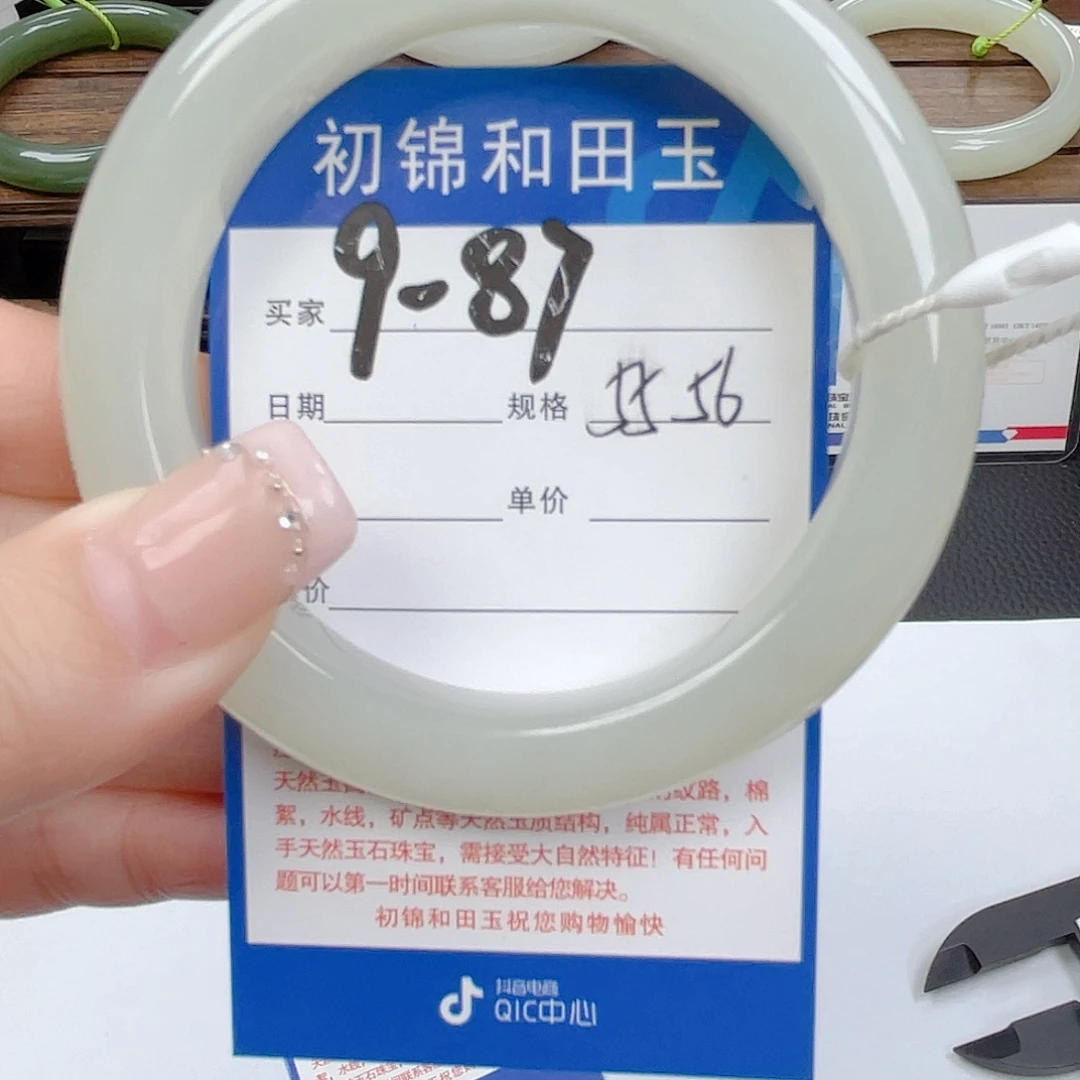 初锦和田玉
9-87
买家
日期 规格 56
单价
价
天然玉
纹路，棉
絮，水线，矿点等天然玉质结构，纯属正常，入
手天然玉石珠宝，需接受大自然特征！有任何问
题可以第一时间联系客服给您解决。
初锦和田玉祝您购物愉快
抖音电商
QIC中心